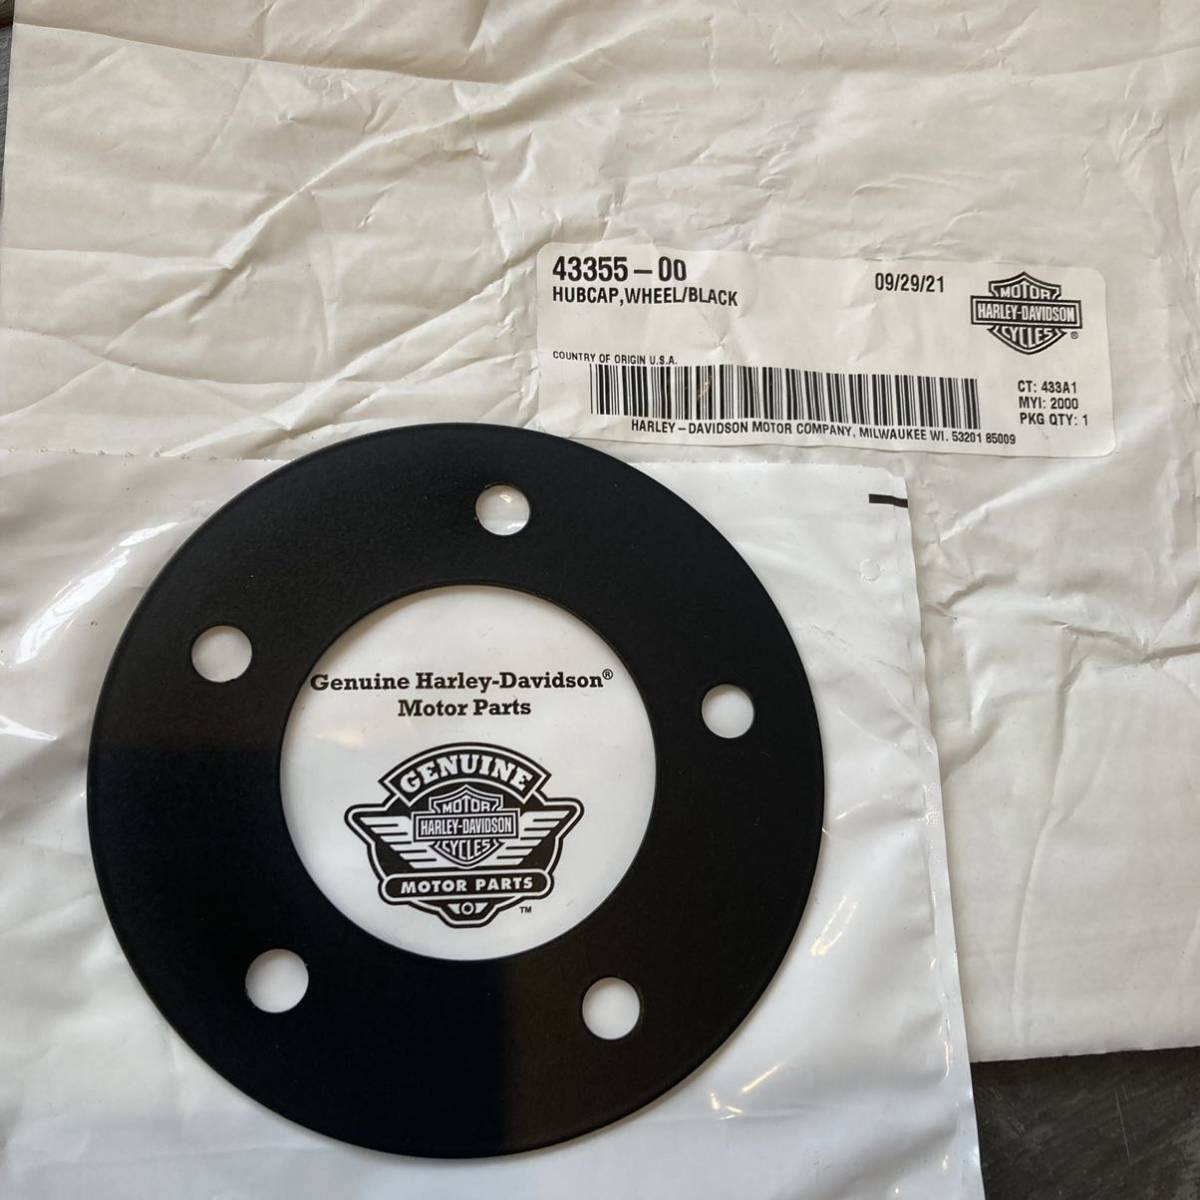 43355-00
HUBCAP,WHEEL/BLACK
09/29/21
MOTOR
HARLEY-DAVIDSON
CYCLES
®
COUNTRY OF ORIGIN U.S.A.
CT: 433A1
MYI: 2000
PKG QTY: 1
HARLEY-DAVIDSON MOTOR COMPANY, MILWAUKEE WI. 53201 85009
Genuine Harley-Davidson®
Motor Parts
GENUINE
MOTOR
HARLEY-DAVIDSON
CYCLES
MOTOR PARTS
TM